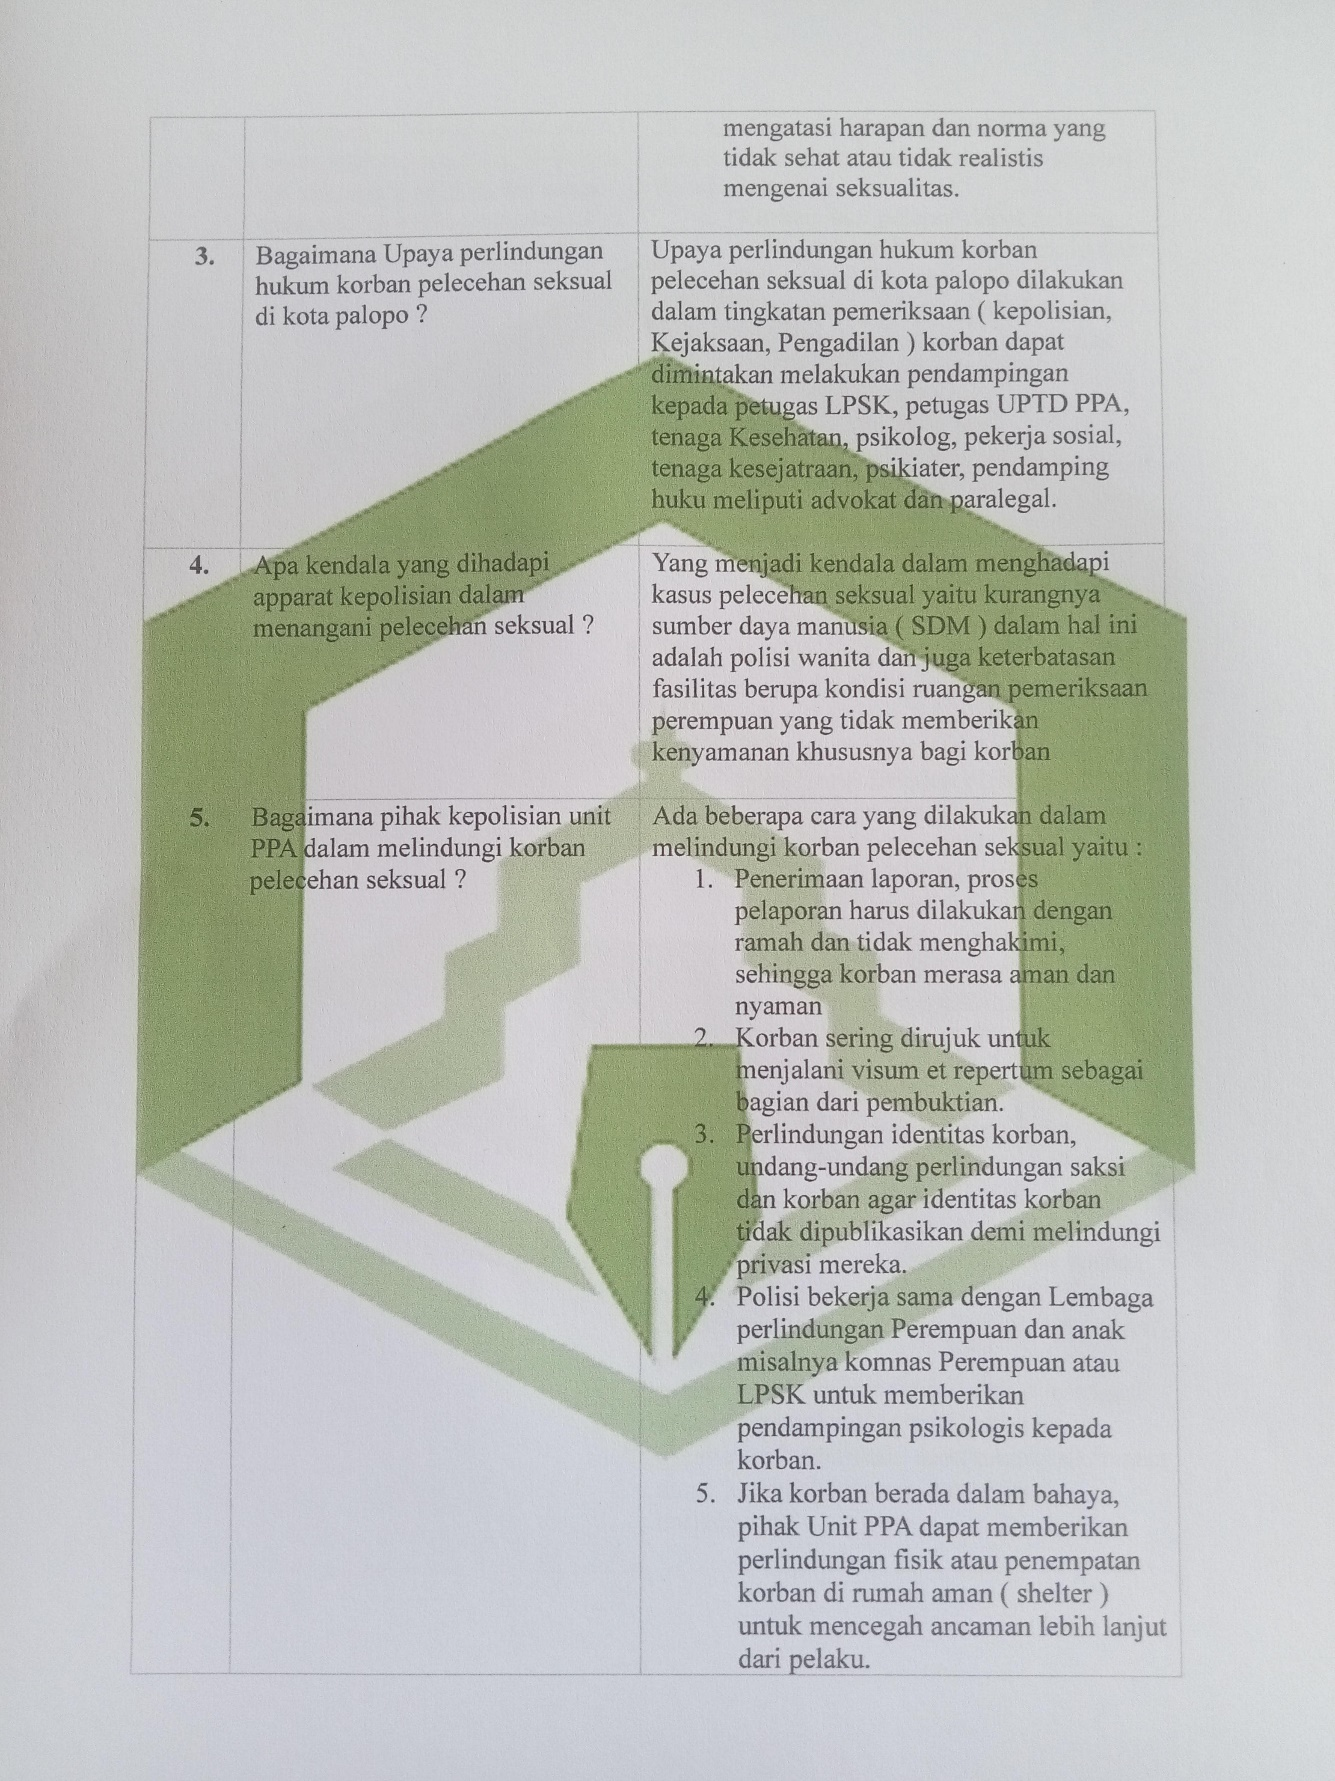 mengatasi harapan dan norma yang
tidak sehat atau tidak realistis
mengenai seksualitas.
3.
Bagaimana Upaya perlindungan
hukum korban pelecehan seksual
di kota palopo ?
Upaya perlindungan hukum korban
pelecehan seksual di kota palopo dilakukan
dalam tingkatan pemeriksaan ( kepolisian,
Kejaksaan, Pengadilan ) korban dapat
dimintakan melakukan pendampingan
kepada petugas LPSK, petugas UPTD PPA,
tenaga Kesehatan, psikolog, pekerja sosial,
tenaga kesejatraan, psikiater, pendamping
huku meliputi advokat dan paralegal.
4.
Apa kendala yang dihadapi
apparat kepolisian dalam
menangani pelecehan seksual ?
Yang menjadi kendala dalam menghadapi
kasus pelecehan seksual yaitu kurangnya
sumber daya manusia ( SDM ) dalam hal ini
adalah polisi wanita dan juga keterbatasan
fasilitas berupa kondisi ruangan pemeriksaan
perempuan yang tidak memberikan
kenyamanan khususnya bagi korban
5.
Bagaimana pihak kepolisian unit
PPA dalam melindungi korban
pelecehan seksual ?
Ada beberapa cara yang dilakukan dalam
melindungi korban pelecehan seksual yaitu :
1. Penerimaan laporan, proses
pelaporan harus dilakukan dengan
ramah dan tidak menghakimi,
sehingga korban merasa aman dan
nyaman
2. Korban sering dirujuk untuk
menjalani visum et repertum sebagai
bagian dari pembuktian.
3. Perlindungan identitas korban,
undang-undang perlindungan saksi
dan korban agar identitas korban
tidak dipublikasikan demi melindungi
privasi mereka.
4. Polisi bekerja sama dengan Lembaga
perlindungan Perempuan dan anak
misalnya komnas Perempuan atau
LPSK untuk memberikan
pendampingan psikologis kepada
korban.
5. Jika korban berada dalam bahaya,
pihak Unit PPA dapat memberikan
perlindungan fisik atau penempatan
korban di rumah aman ( shelter )
untuk mencegah ancaman lebih lanjut
dari pelaku.